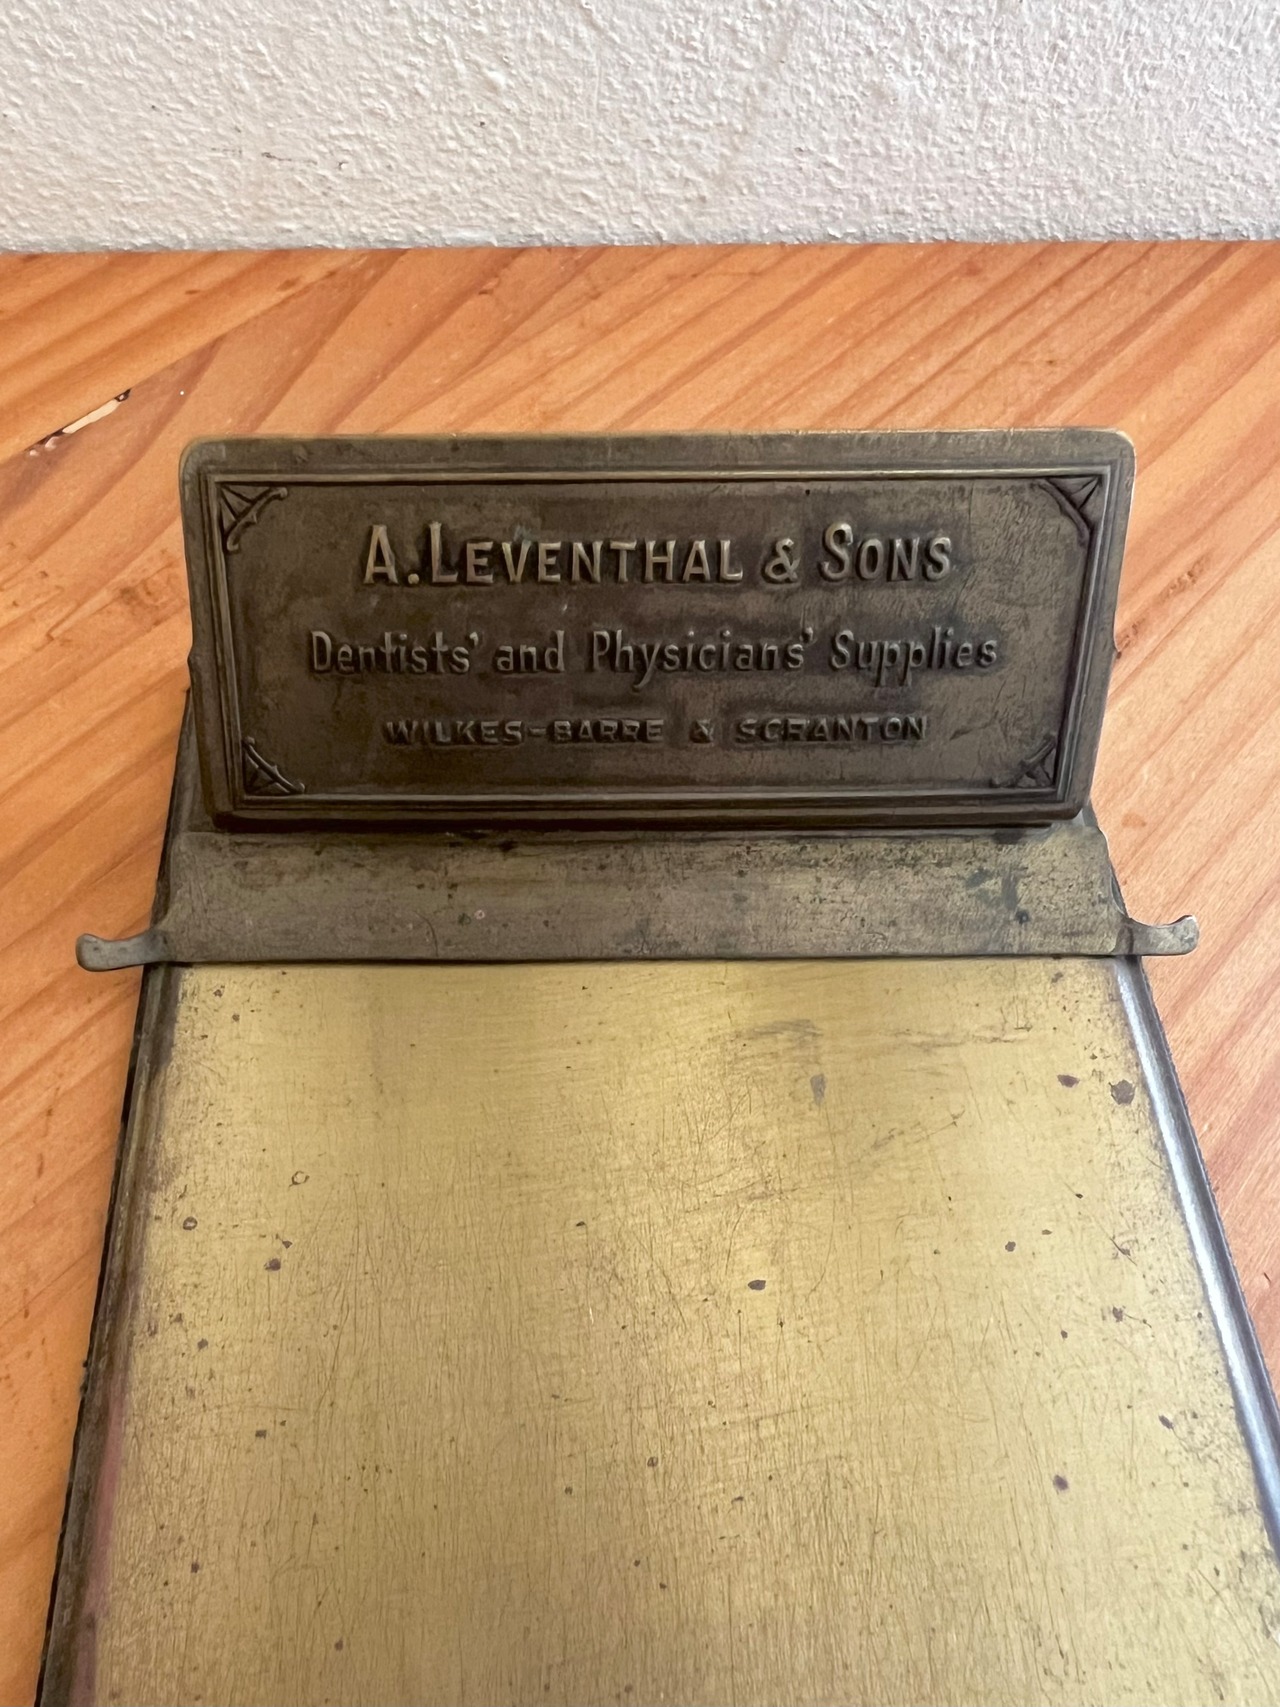 A. LEVENTHAL & SONS
Dentists' and Physicians' Supplies
WILKES-BARRE & SCRANTON